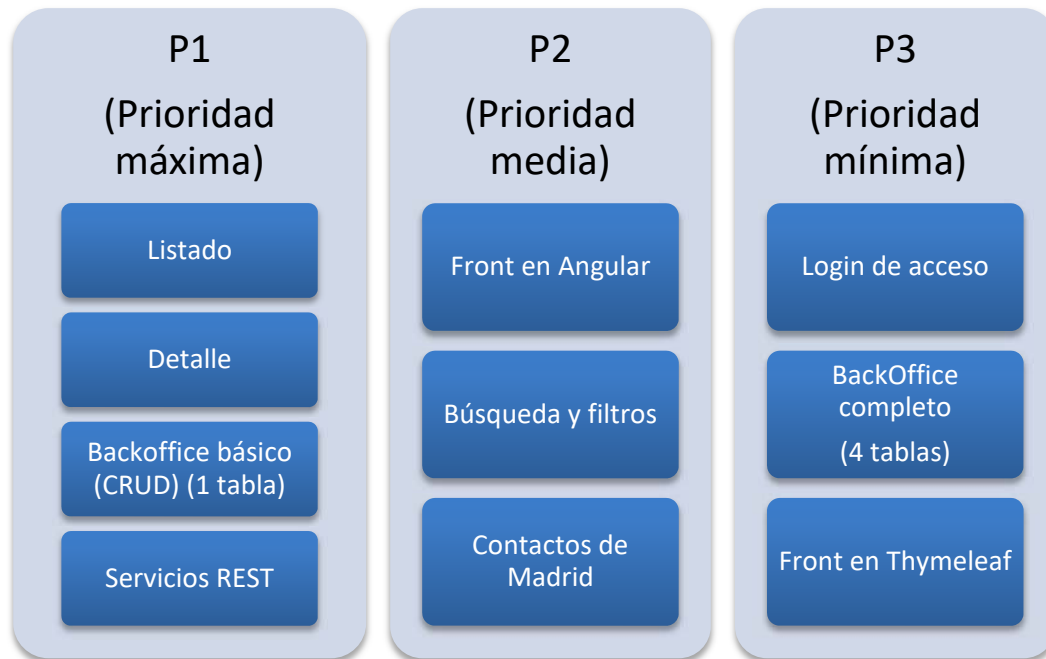 P1
(Prioridad
máxima)
Listado
Detalle
Backoffice básico
(CRUD) (1 tabla)
Servicios REST
P2
(Prioridad
media)
Front en Angular
Búsqueda y filtros
Contactos de
Madrid
P3
(Prioridad
mínima)
Login de acceso
BackOffice
completo
(4 tablas)
Front en Thymeleaf